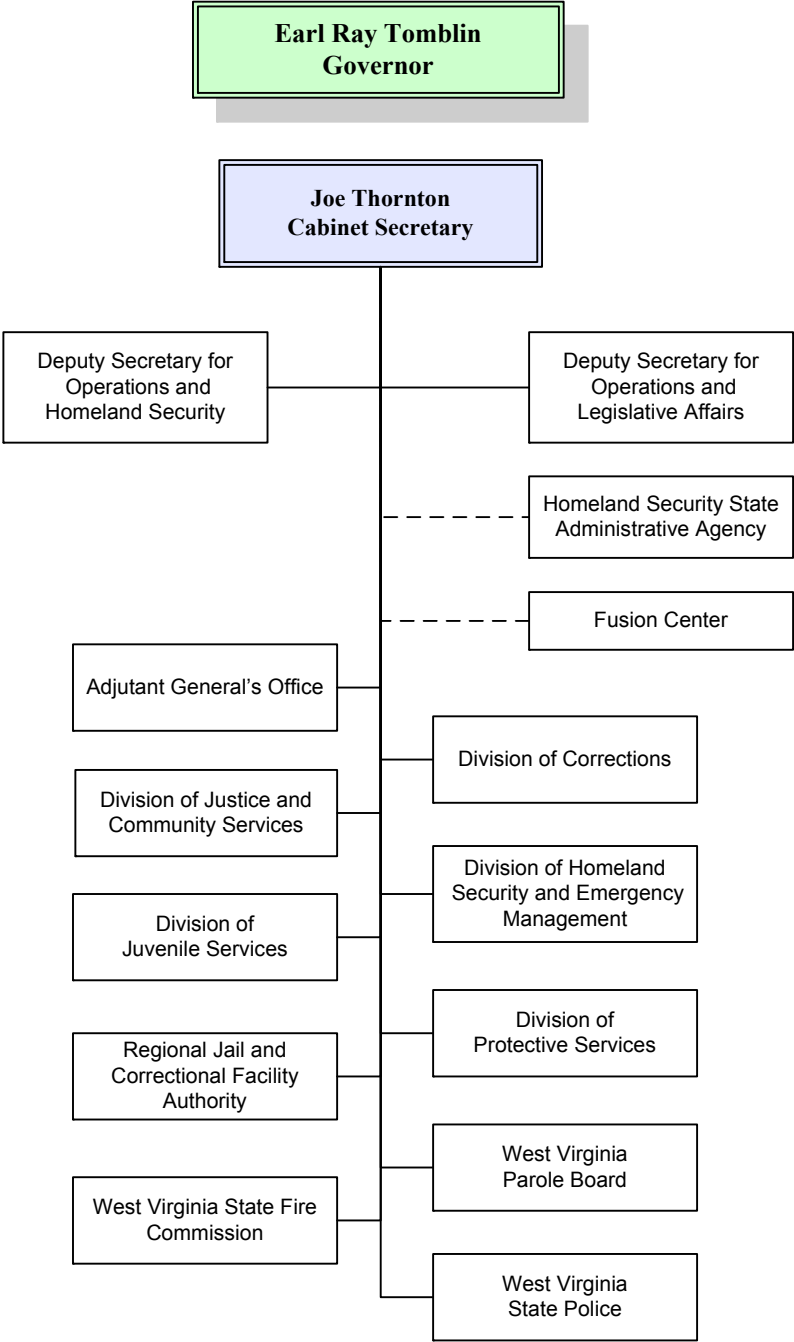 Earl Ray Tomblin
Governor
Joe Thornton
Cabinet Secretary
Deputy Secretary for
Operations and
Homeland Security
Deputy Secretary for
Operations and
Legislative Affairs
Homeland Security State
Administrative Agency
Fusion Center
Adjutant General’s Office
Division of Corrections
Division of Justice and
Community Services
Division of Homeland
Security and Emergency
Management
Division of
Juvenile Services
Division of
Protective Services
Regional Jail and
Correctional Facility
Authority
West Virginia
Parole Board
West Virginia State Fire
Commission
West Virginia
State Police